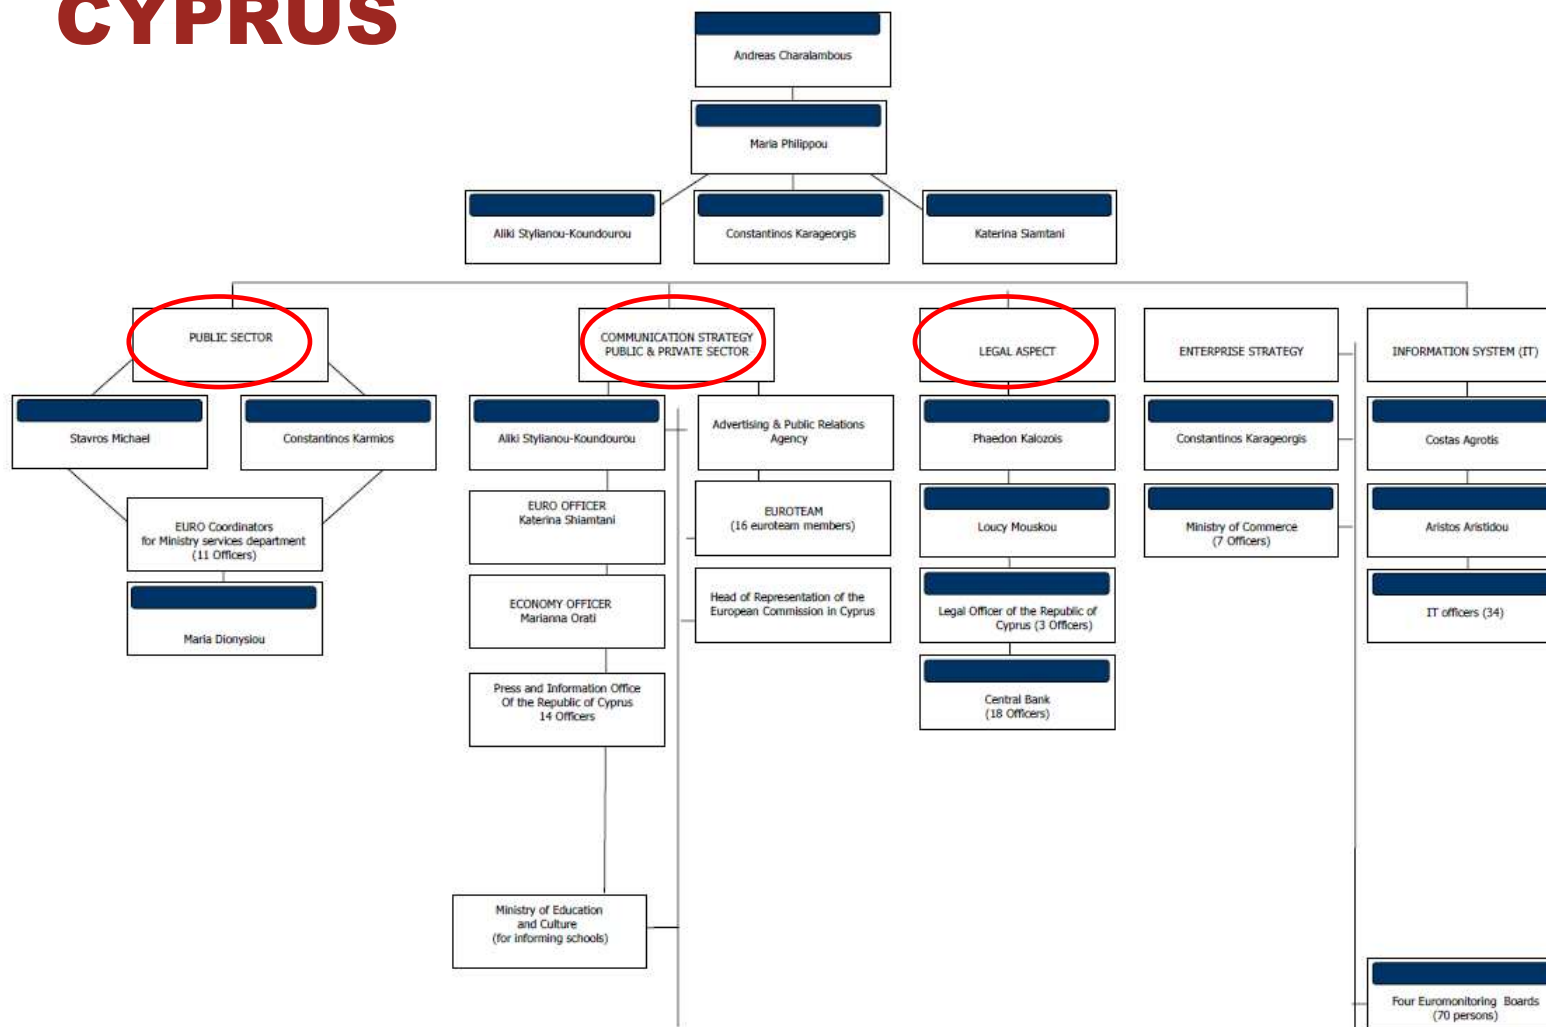 CYPRUS
Andreas Charalambous
Maria Philippou
Aliki Stylianou-Koundourou
Constantinos Karageorgis
Katerina Siamtani
PUBLIC SECTOR
COMMUNICATION STRATEGY
PUBLIC & PRIVATE SECTOR
LEGAL ASPECT
ENTERPRISE STRATEGY
INFORMATION SYSTEM (IT)
Stavros Michael
Constantinos Karmios
EURO Coordinators
for Ministry services department
(11 Officers)
Maria Dionysiou
Aliki Stylianou-Koundourou
EURO OFFICER
Katerina Shiamtani
ECONOMY OFFICER
Marianna Orati
Press and Information Office
Of the Republic of Cyprus
14 Officers
Ministry of Education
and Culture
(for informing schools)
Advertising & Public Relations
Agency
EUROTEAM
(16 euroteam members)
Head of Representation of the
European Commission in Cyprus
Phaedon Kalozois
Loucy Mouskou
Legal Officer of the Republic of
Cyprus (3 Officers)
Central Bank
(18 Officers)
Constantinos Karageorgis
Ministry of Commerce
(7 Officers)
Costas Agrotis
Aristos Aristidou
IT officers (34)
Four Euromonitoring Boards
(70 persons)